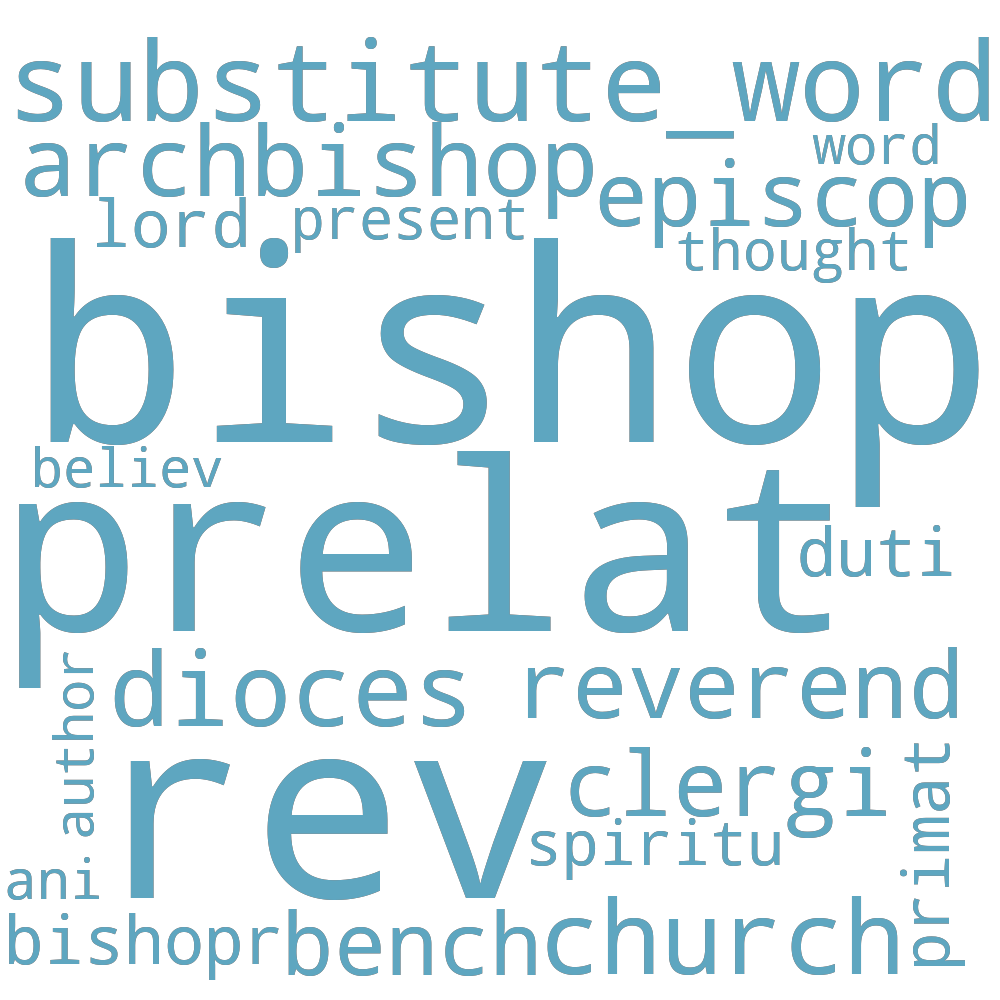 substitute_word
archbishop
word
episcop
lord
present
thought
bishop
believ
prelat
duti
author
dioces
reverend
rev
clergi
primat
spiritu
ani
bishopr
bench
church